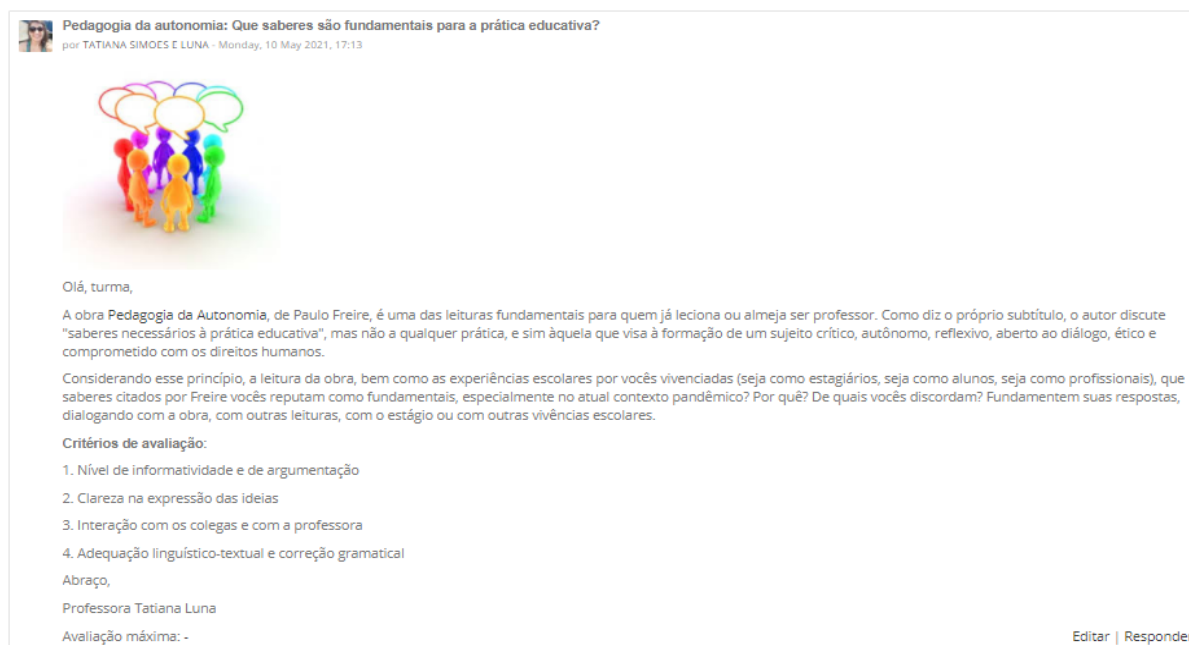 Pedagogia da autonomia: Que saberes são fundamentais para a prática educativa?
por TATIANA SIMOES E LUNA - Monday, 10 May 2021, 17:13
Olá, turma,
A obra Pedagogia da Autonomia, de Paulo Freire, é uma das leituras fundamentais para quem já leciona ou almeja ser professor. Como diz o próprio subtítulo, o autor discute
"saberes necessários à prática educativa", mas não a qualquer prática, e sim àquela que visa à formação de um sujeito crítico, autônomo, reflexivo, aberto ao diálogo, ético e
comprometido com os direitos humanos.
Considerando esse princípio, a leitura da obra, bem como as experiências escolares por vocês vivenciadas (seja como estagiários, seja como alunos, seja como profissionais), que
saberes citados por Freire vocês reputam como fundamentais, especialmente no atual contexto pandêmico? Por quê? De quais vocês discordam? Fundamentem suas respostas,
dialogando com a obra, com outras leituras, com o estágio ou com outras vivências escolares.
Critérios de avaliação:
1. Nível de informatividade e de argumentação
2. Clareza na expressão das ideias
3. Interação com os colegas e com a professora
4. Adequação linguístico-textual e correção gramatical
Abraço,
Professora Tatiana Luna
Avaliação máxima: -
Editar | Responder